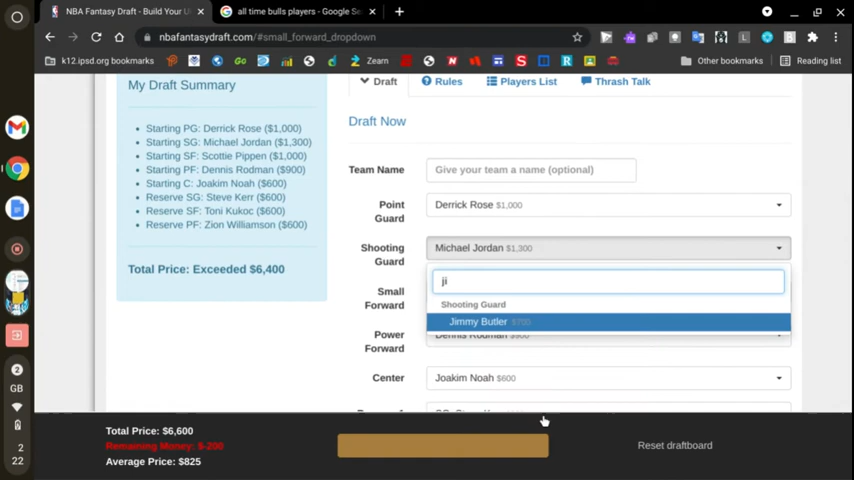 NBA Fantasy Draft - Build Your U
all time bulls players - Google Se
nbafantasydraft.com/#small_forward_dropdown
k12.ipsd.org bookmarks
Zearn
Other bookmarks
Reading list
My Draft Summary
Starting PG: Derrick Rose ($1,000)
Starting SG: Michael Jordan ($1,300)
Starting SF: Scottie Pippen ($1,000)
Starting PF: Dennis Rodman ($900)
Starting C: Joakim Noah ($600)
Reserve SG: Steve Kerr ($600)
Reserve SF: Toni Kukoc ($600)
Reserve PF: Zion Williamson ($600)
Total Price: Exceeded $6,400
Draft
Rules
Players List
Thrash Talk
Draft Now
Team Name
Give your team a name (optional)
Point Guard
Derrick Rose $1,000
Shooting Guard
Michael Jordan $1,300
ji
Shooting Guard
Jimmy Butler $700
Small Forward
Power Forward
Dennis Rodman $900
Center
Joakim Noah $600
Total Price: $6,600
Remaining Money: $-200
Average Price: $825
Reset draftboard
2
GB
2
22